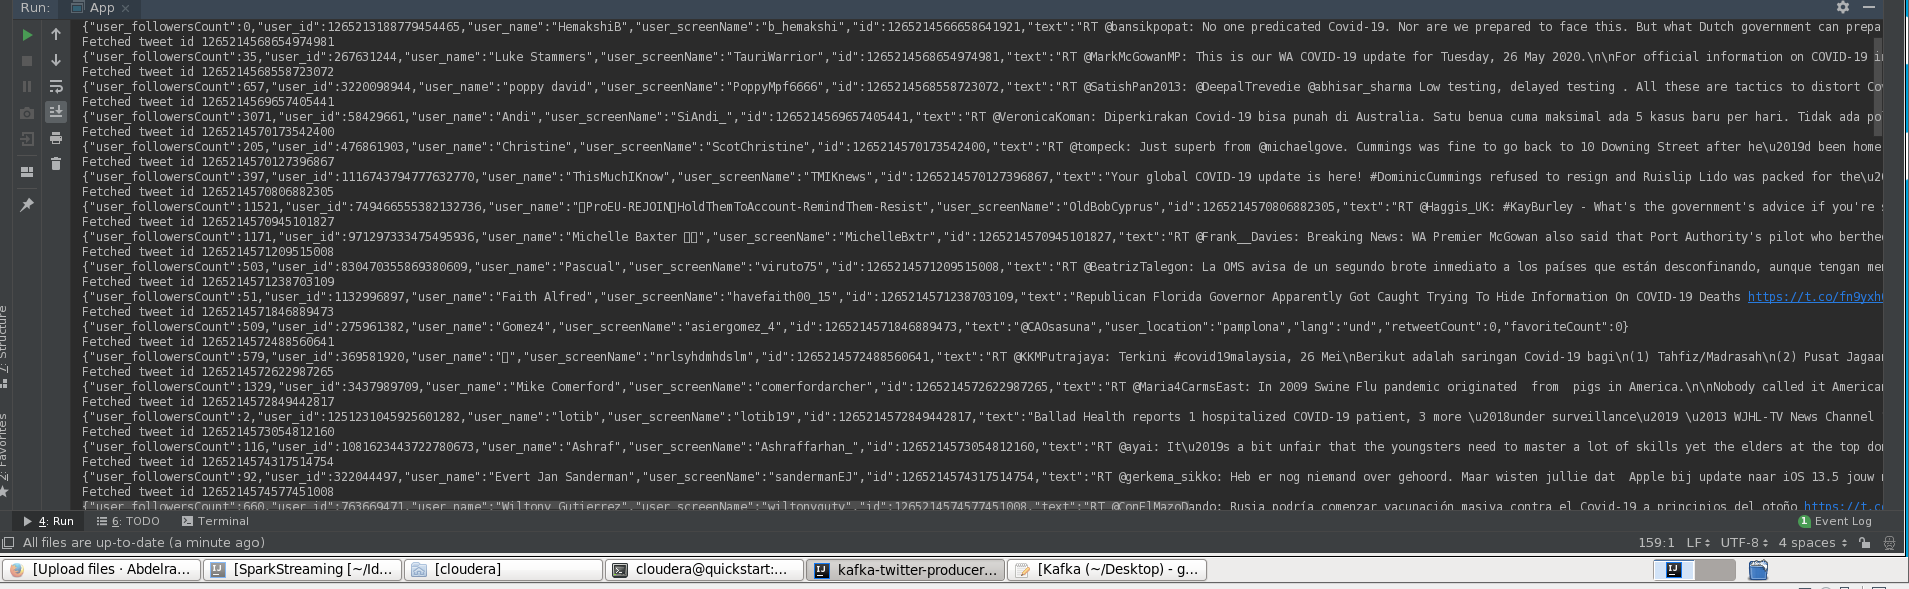 Run: App ×
{"user_followersCount":0,"user_id":1265213188779454465,"user_name":"HemakshiB","user_screenName":"b_hemakshi","id":1265214566658641921,"text":"RT @bansikpopat: No one predicated Covid-19. Nor are we prepared to face this. But what Dutch government can prepa
Fetched tweet id 1265214568654974981
{"user_followersCount":35,"user_id":267631244,"user_name":"Luke Stammers","user_screenName":"TauriWarrior","id":1265214568654974981,"text":"RT @MarkMcGowanMP: This is our WA COVID-19 update for Tuesday, 26 May 2020.\n\nFor official information on COVID-19 i
Fetched tweet id 1265214568558723072
{"user_followersCount":657,"user_id":3220098944,"user_name":"poppy david","user_screenName":"PoppyMpf6666","id":1265214568558723072,"text":"RT @SatishPan2013: @DeepalTrevedie @abhisar_sharma Low testing, delayed testing . All these are tactics to distort Cov
Fetched tweet id 1265214569657405441
{"user_followersCount":3071,"user_id":58429661,"user_name":"Andi","user_screenName":"SiAndi_","id":1265214569657405441,"text":"RT @VeronicaKoman: Diperkirakan Covid-19 bisa punah di Australia. Satu benua cuma maksimal ada 5 kasus baru per hari. Tidak ada po
Fetched tweet id 1265214570173542400
{"user_followersCount":205,"user_id":476861903,"user_name":"Christine","user_screenName":"ScotChristine","id":1265214570173542400,"text":"RT @tompeck: Just superb from @michaelgove. Cummings was fine to go back to 10 Downing Street after he\u2019d been home
Fetched tweet id 1265214570127396867
{"user_followersCount":397,"user_id":1116743794777632770,"user_name":"ThisMuchIKnow","user_screenName":"TMIKnews","id":1265214570127396867,"text":"Your global COVID-19 update is here! #DominicCummings refused to resign and Ruislip Lido was packed for the\u20
Fetched tweet id 1265214570806882305
{"user_followersCount":11521,"user_id":749466555382132736,"user_name":"▯ProEU-REJOIN▯HoldThemToAccount-RemindThem-Resist","user_screenName":"OldBobCyprus","id":1265214570806882305,"text":"RT @Haggis_UK: #KayBurley - What's the government's advice if you're s
Fetched tweet id 1265214570945101827
{"user_followersCount":1171,"user_id":971297333475495936,"user_name":"Michelle Baxter ▯▯","user_screenName":"MichelleBxtr","id":1265214570945101827,"text":"RT @Frank__Davies: Breaking News: WA Premier McGowan also said that Port Authority's pilot who berthe
Fetched tweet id 1265214571209515008
{"user_followersCount":503,"user_id":830470355869380609,"user_name":"Pascual","user_screenName":"viruto75","id":1265214571209515008,"text":"RT @BeatrizTalegon: La OMS avisa de un segundo brote inmediato a los países que están desconfinando, aunque tengan men
Fetched tweet id 1265214571238703109
{"user_followersCount":51,"user_id":1132996897,"user_name":"Faith Alfred","user_screenName":"havefaith00_15","id":1265214571238703109,"text":"Republican Florida Governor Apparently Got Caught Trying To Hide Information On COVID-19 Deaths https://t.co/fn9yxh
Fetched tweet id 1265214571846889473
{"user_followersCount":509,"user_id":275961382,"user_name":"Gomez4","user_screenName":"asiergomez_4","id":1265214571846889473,"text":"@CAOsasuna","user_location":"pamplona","lang":"und","retweetCount":0,"favoriteCount":0}
Fetched tweet id 1265214572488560641
{"user_followersCount":579,"user_id":369581920,"user_name":"▯","user_screenName":"nrlsyhdmhdslm","id":1265214572488560641,"text":"RT @KKMPutrajaya: Terkini #covid19malaysia, 26 Mei\nBerikut adalah saringan Covid-19 bagi\n(1) Tahfiz/Madrasah\n(2) Pusat Jagaan
Fetched tweet id 1265214572622987265
{"user_followersCount":1329,"user_id":3437989709,"user_name":"Mike Comerford","user_screenName":"comerfordarcher","id":1265214572622987265,"text":"RT @Maria4CarmsEast: In 2009 Swine Flu pandemic originated  from  pigs in America.\n\nNobody called it American
Fetched tweet id 1265214572849442817
{"user_followersCount":2,"user_id":1251231045925601282,"user_name":"lotib","user_screenName":"lotib19","id":1265214572849442817,"text":"Ballad Health reports 1 hospitalized COVID-19 patient, 3 more \u2018under surveillance\u2019 \u2013 WJHL-TV News Channel
Fetched tweet id 1265214573054812160
{"user_followersCount":116,"user_id":1081623443722780673,"user_name":"Ashraf","user_screenName":"Ashraffarhan_","id":1265214573054812160,"text":"RT @ayai: It\u2019s a bit unfair that the youngsters need to master a lot of skills yet the elders at the top don
Fetched tweet id 1265214574317514754
{"user_followersCount":92,"user_id":322044497,"user_name":"Evert Jan Sanderman","user_screenName":"sandermanEJ","id":1265214574317514754,"text":"RT @gerkema_sikko: Heb er nog niemand over gehoord. Maar wisten jullie dat  Apple bij update naar iOS 13.5 jouw
Fetched tweet id 1265214574577451008
{"user_followersCount":660,"user_id":763669471,"user_name":"Wiltony Gutierrez","user_screenName":"wiltonyguty","id":1265214574577451008,"text":"RT @ConElMazoDando: Rusia podría comenzar vacunación masiva contra el Covid-19 a principios del otoño https://t.c
7: Structure
2: Favorites
4: Run 6: TODO Terminal 1 Event Log
All files are up-to-date (a minute ago) 159:1 LF UTF-8 4 spaces
[Upload files · Abdelra... [SparkStreaming [~/Id... [cloudera] cloudera@quickstart:... kafka-twitter-producer... [Kafka (~/Desktop) - g...